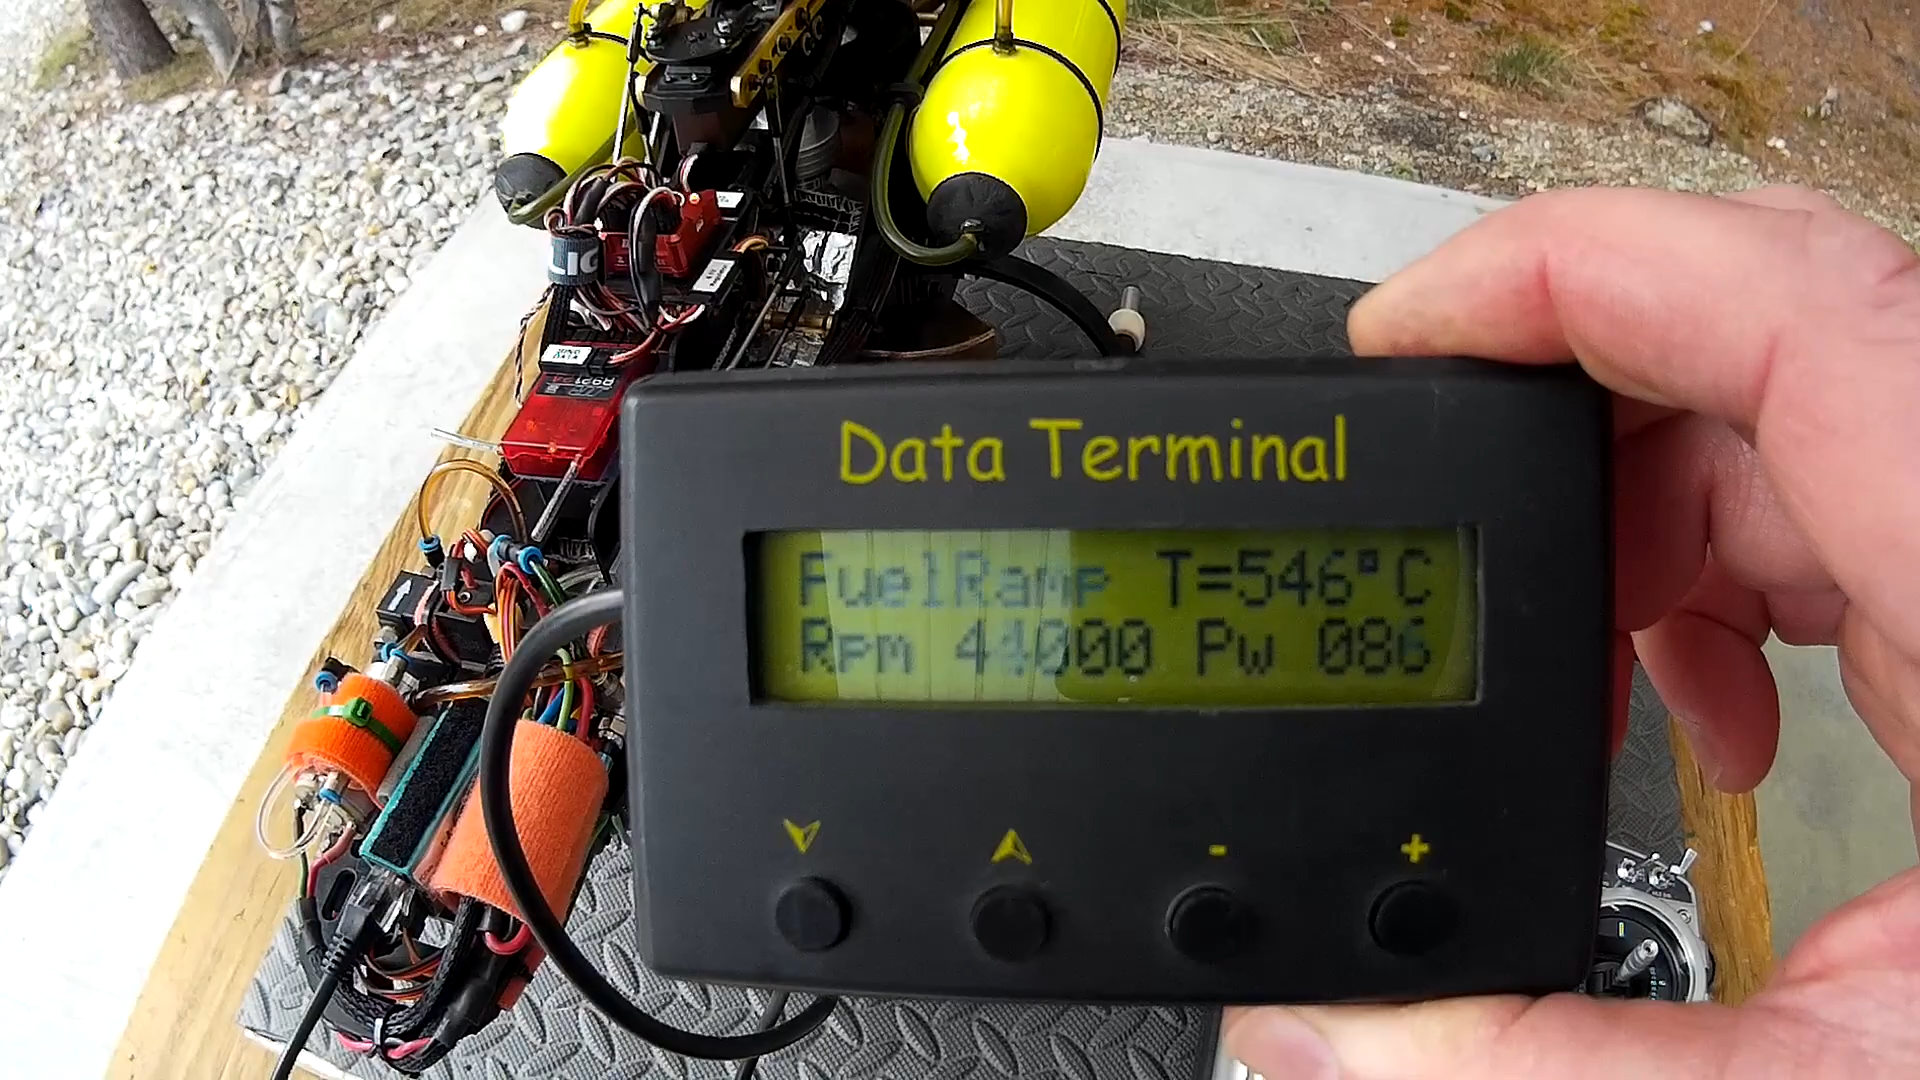 Data Terminal
FuelRamp T=546°C
Rpm 44000 Pw 086
- +